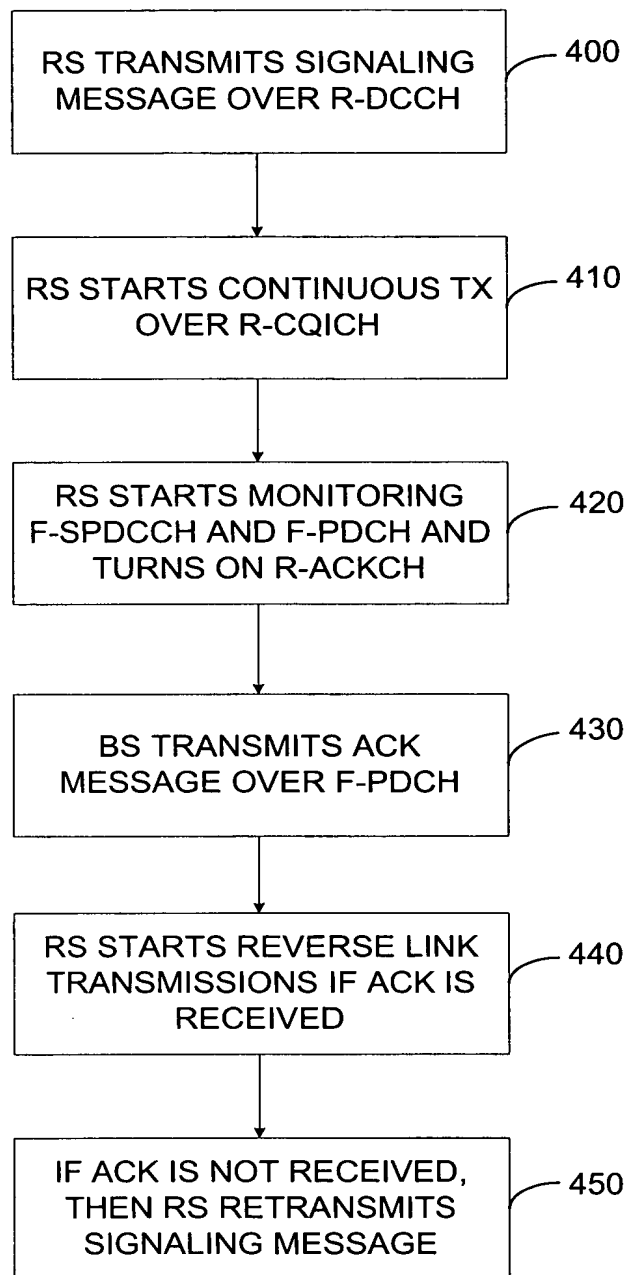 RS TRANSMITS SIGNALING
MESSAGE OVER R-DCCH
400
RS STARTS CONTINUOUS TX
OVER R-CQICH
410
RS STARTS MONITORING
F-SPDCCH AND F-PDCH AND
TURNS ON R-ACKCH
420
BS TRANSMITS ACK
MESSAGE OVER F-PDCH
430
RS STARTS REVERSE LINK
TRANSMISSIONS IF ACK IS
RECEIVED
440
IF ACK IS NOT RECEIVED,
THEN RS RETRANSMITS
SIGNALING MESSAGE
450